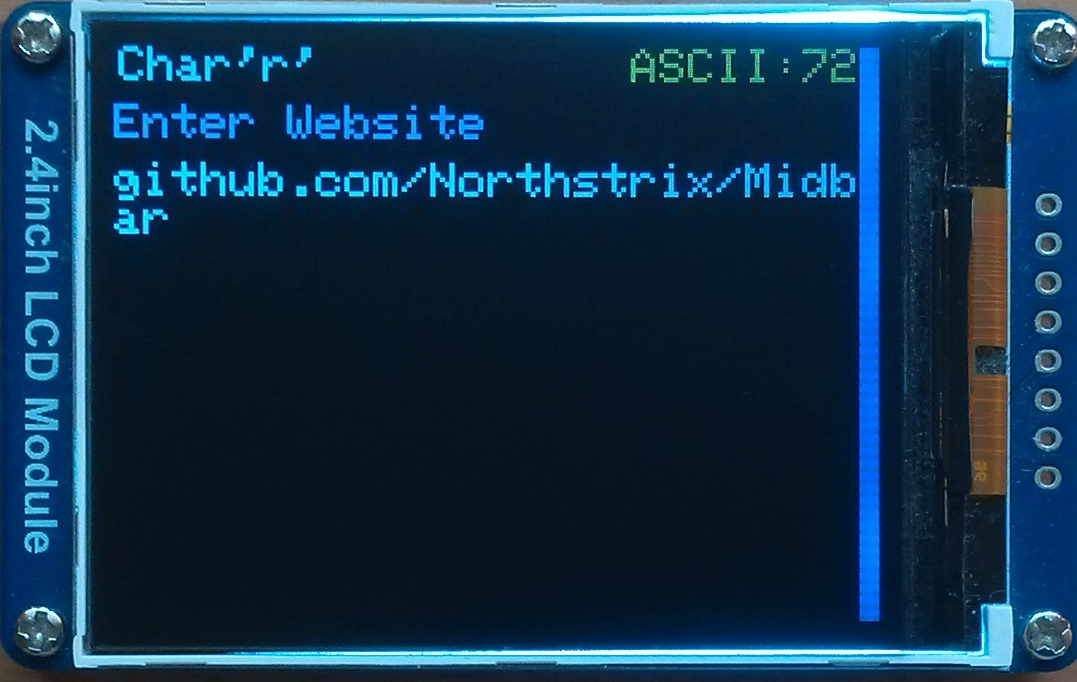 Char'r' ASCII:72
Enter Website
github.com/Northstrix/Midb
ar
2.4inch LCD Module